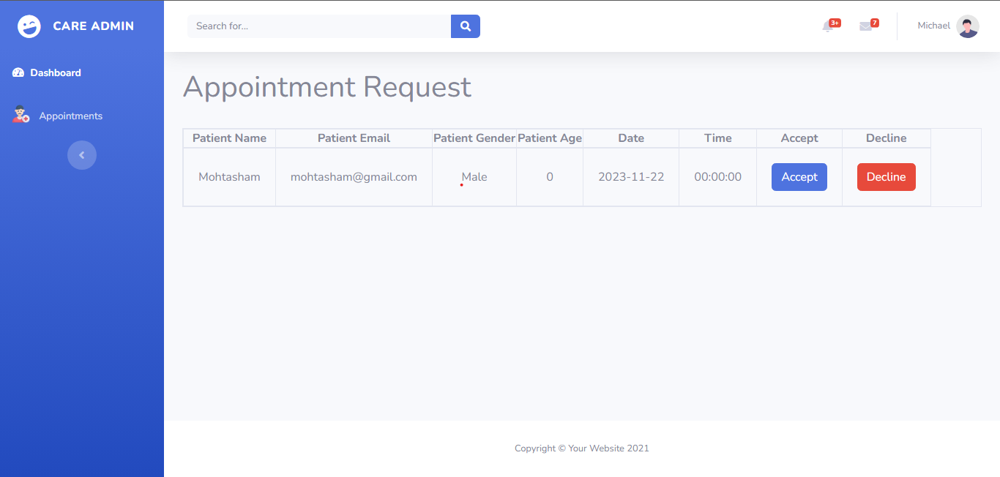 CARE ADMIN
Search for...
3+
7
Michael
Dashboard
Appointments
Appointment Request
Patient Name Patient Email Patient Gender Patient Age Date Time Accept Decline
Mohtasham mohtasham@gmail.com Male 0 2023-11-22 00:00:00 Accept Decline
Copyright © Your Website 2021